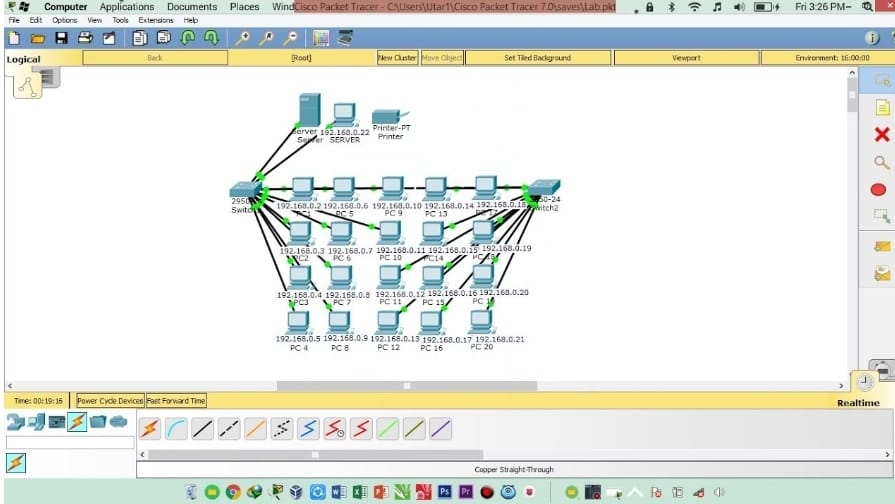 Computer Applications Documents Places Wind
Cisco Packet Tracer - C:\Users\Utar1\Cisco Packet Tracer 7.0\saves\Lab.pkt
Fri 3:26 PM
File Edit Options View Tools Extensions Help
Logical Back [Root] New Cluster Move Object Set Tiled Background Viewport Environment: 16:00:00
Server 192.168.0.22 Printer-PT
Server SERVER Printer
2950 192.168.0.2 192.168.0.6 192.168.0.10 192.168.0.14 192.168.0.18 50-24
Switch PC1 PC 5 PC 9 PC 13 witch2
192.168.0.3 192.168.0.7 192.168.0.11 192.168.0.15 192.168.0.19
PC2 PC 6 PC 10 PC14
192.168.0.4 192.168.0.8 192.168.0.12 192.168.0.16 192.168.0.20
PC3 PC 7 PC 11 PC 15
192.168.0.5 192.168.0.9 192.168.0.13 192.168.0.17 192.168.0.21
PC 4 PC 8 PC 12 PC 16 PC 20
Time: 00:19:16 Power Cycle Devices Fast Forward Time Realtime
Copper Straight-Through